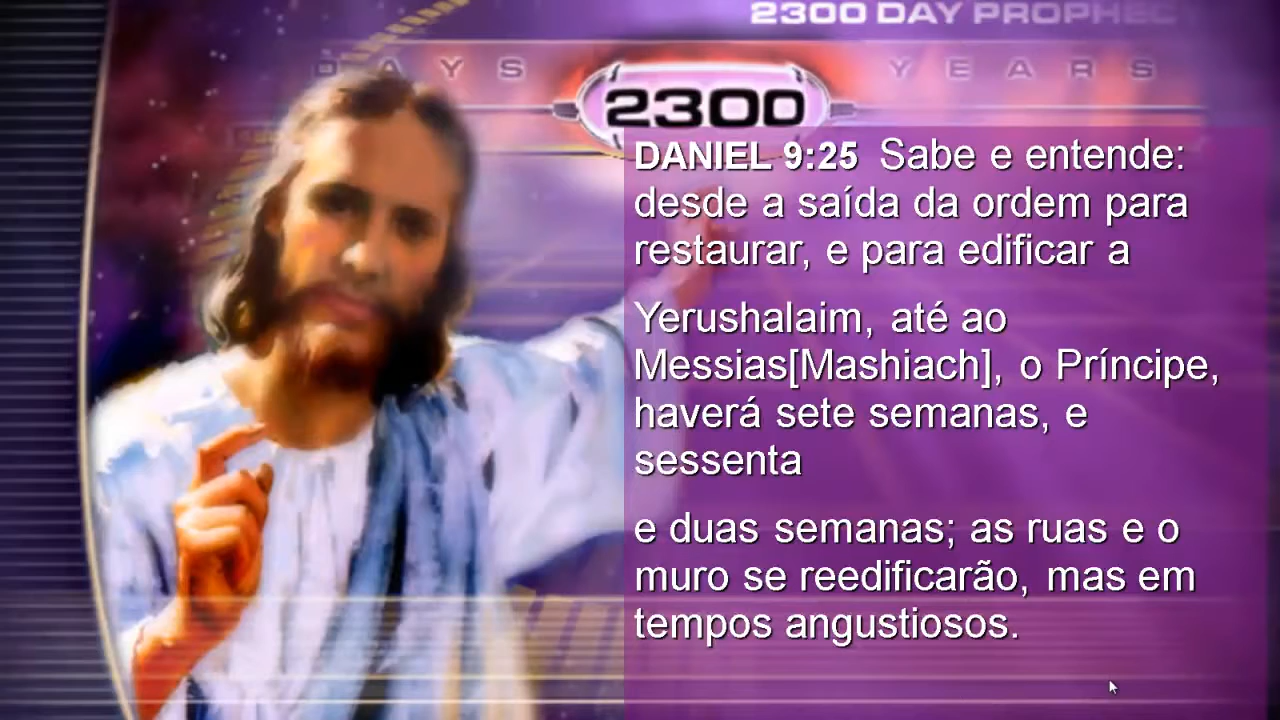 2300 DAY PROPHEC
DAYS
YEARS
2300
DANIEL 9:25 Sabe e entende:
desde a saída da ordem para
restaurar, e para edificar a
Yerushalaim, até ao
Messias[Mashiach], o Príncipe,
haverá sete semanas, e
sessenta
e duas semanas; as ruas e o
muro se reedificarão, mas em
tempos angustiosos.